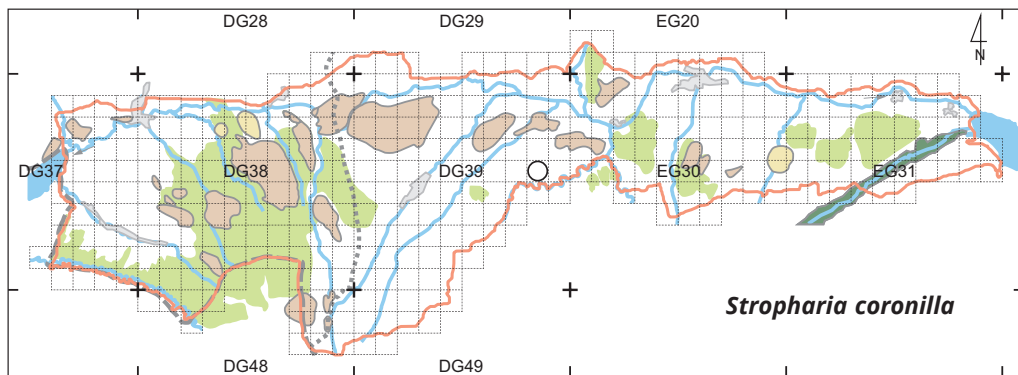 DG28 DG29 EG20
N
DG37 DG38 DG39 EG30 EG31
Stropharia coronilla
DG48 DG49